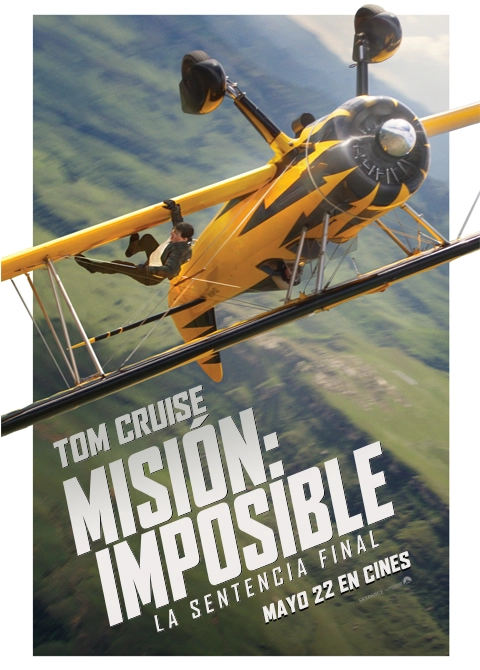 TOM CRUISE
MISIÓN:
IMPOSIBLE
LA SENTENCIA FINAL
MAYO 22 EN CINES